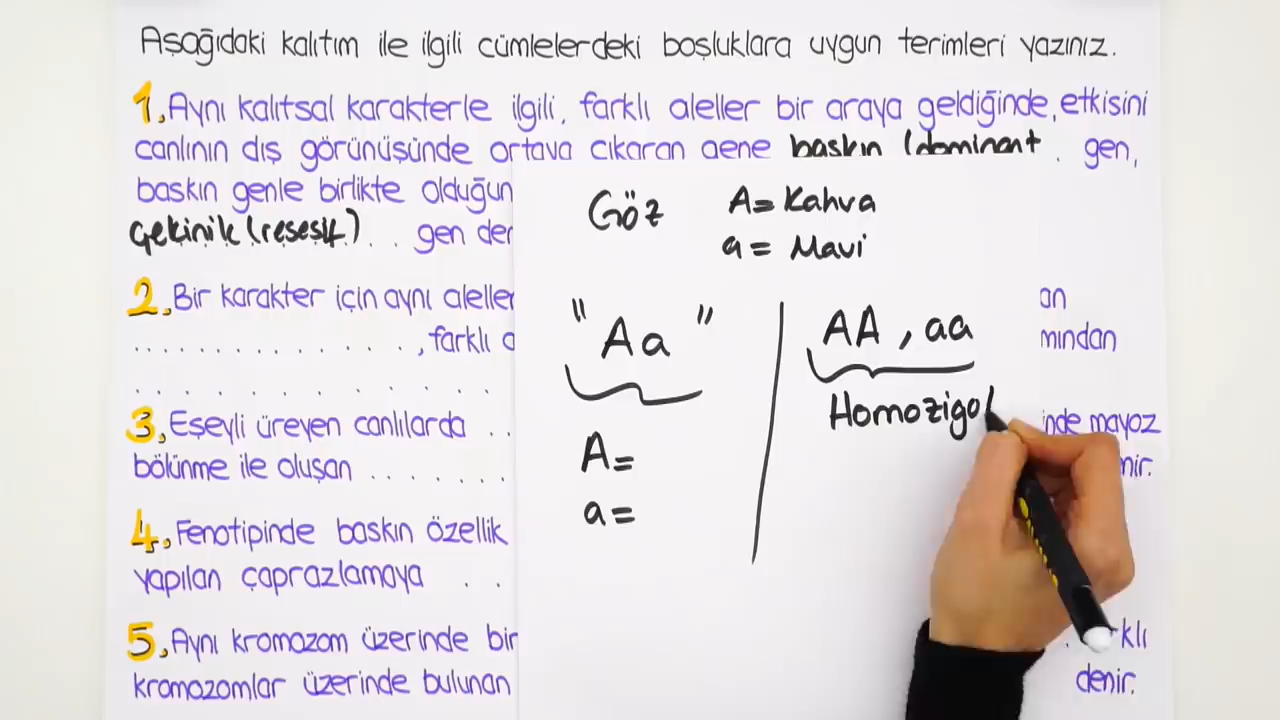 Aşağıdaki kalıtım ile ilgili cümlelerdeki boşluklara uygun terimleri yazınız.
1. Aynı kalıtsal karakterle ilgili, farklı aleller bir araya geldiğinde, etkisini
canlının dış görünüşünde ortaya çıkaran gene baskın (dominant . gen,
baskın genle birlikte olduğun
çekinik (resesif) . . gen der
Göz A = Kahva
a = Mavi
2. Bir karakter için aynı aleller an
. . . . . . . . . . . . . . , farklı a mından
. . . . . . . . . . .
"Aa" AA , aa
Homozigo
3. Eşeyli üreyen canlılarda . . inde mayoz
bölünme ile oluşan . . . . . . . nir.
A =
a =
4. Fenotipinde baskın özellik
yapılan çaprazlamaya . .
5. Aynı kromozom üzerinde bir rklı
kromozomlar üzerinde bulunan denir.